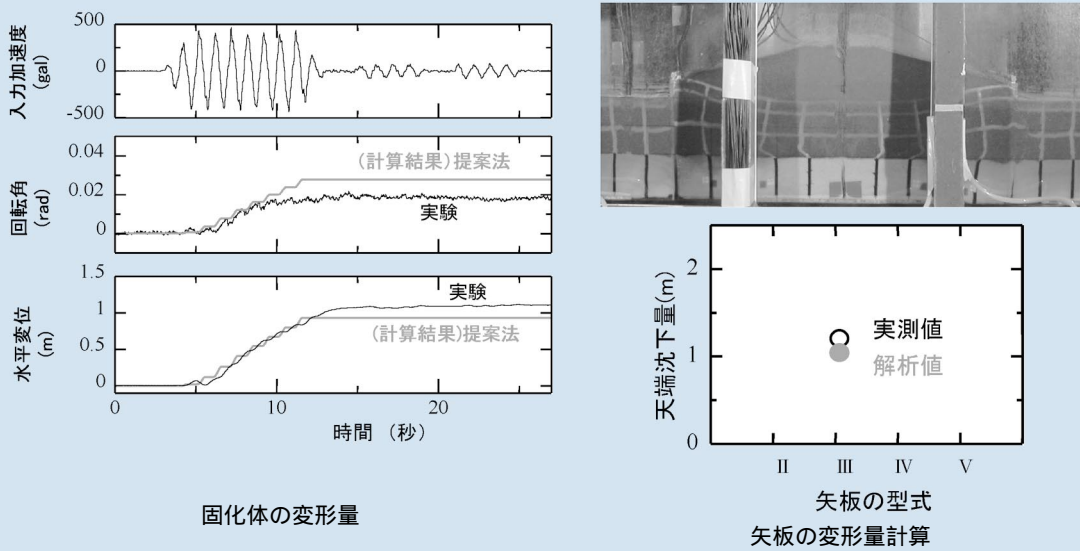 入力加速度
(gal)
500
0
-500
回転角
(rad)
0.04
0.02
0
(計算結果)提案法
実験
水平変位
(m)
1.5
1
0.5
0
実験
(計算結果)提案法
0
10
20
時間 (秒)
固化体の変形量
天端沈下量(m)
2
1
0
実測値
解析値
II
III
IV
V
矢板の型式
矢板の変形量計算